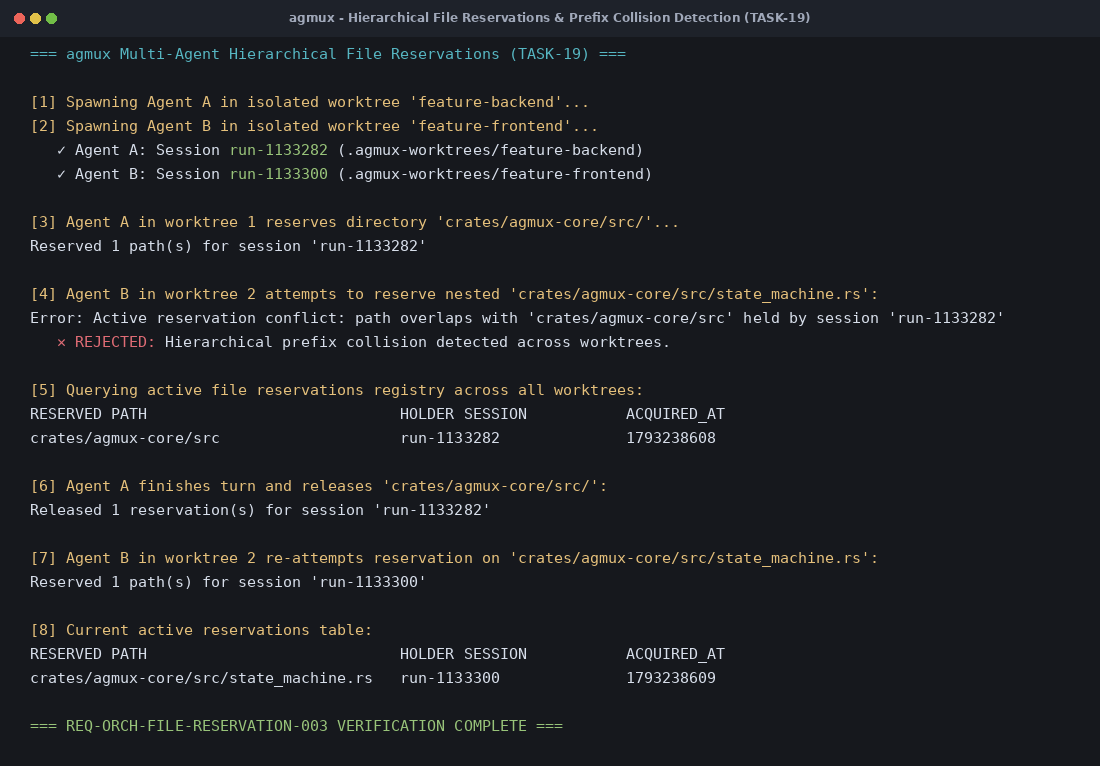 agmux - Hierarchical File Reservations & Prefix Collision Detection (TASK-19)
=== agmux Multi-Agent Hierarchical File Reservations (TASK-19) ===
[1] Spawning Agent A in isolated worktree 'feature-backend'...
[2] Spawning Agent B in isolated worktree 'feature-frontend'...
✓ Agent A: Session run-1133282 (.agmux-worktrees/feature-backend)
✓ Agent B: Session run-1133300 (.agmux-worktrees/feature-frontend)
[3] Agent A in worktree 1 reserves directory 'crates/agmux-core/src/'...
Reserved 1 path(s) for session 'run-1133282'
[4] Agent B in worktree 2 attempts to reserve nested 'crates/agmux-core/src/state_machine.rs':
Error: Active reservation conflict: path overlaps with 'crates/agmux-core/src' held by session 'run-1133282'
× REJECTED: Hierarchical prefix collision detected across worktrees.
[5] Querying active file reservations registry across all worktrees:
RESERVED PATH HOLDER SESSION ACQUIRED_AT
crates/agmux-core/src run-1133282 1793238608
[6] Agent A finishes turn and releases 'crates/agmux-core/src/':
Released 1 reservation(s) for session 'run-1133282'
[7] Agent B in worktree 2 re-attempts reservation on 'crates/agmux-core/src/state_machine.rs':
Reserved 1 path(s) for session 'run-1133300'
[8] Current active reservations table:
RESERVED PATH HOLDER SESSION ACQUIRED_AT
crates/agmux-core/src/state_machine.rs run-1133300 1793238609
=== REQ-ORCH-FILE-RESERVATION-003 VERIFICATION COMPLETE ===